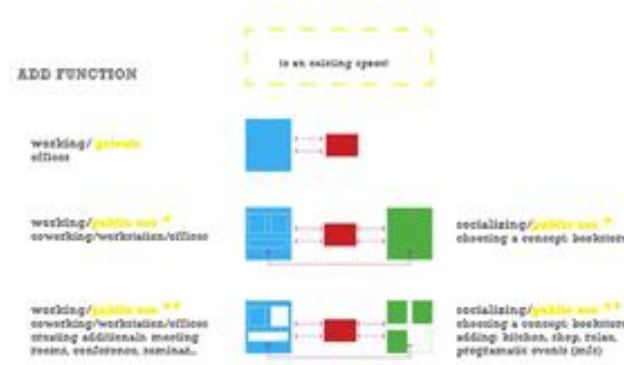 to an existing space!
ADD FUNCTION
working/ private
offices
working/public use *
coworking/workstation/offices
socializing/public use *
choosing a concept: bookstore
working/public use **
coworking/workstation/offices
creating additionals: meeting
rooms, conference, seminar...
socializing/public use **
choosing a concept: bookstore
adding: kitchen, shop, relax,
programatic events (info)